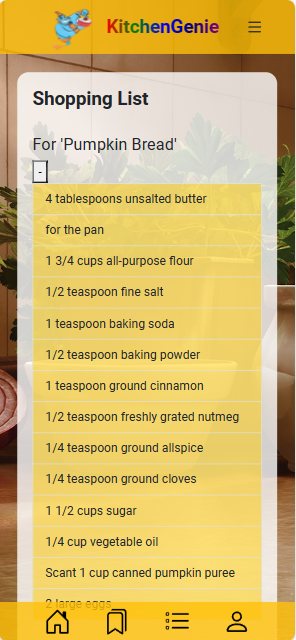 KitchenGenie
Shopping List
For 'Pumpkin Bread'
-
4 tablespoons unsalted butter
for the pan
1 3/4 cups all-purpose flour
1/2 teaspoon fine salt
1 teaspoon baking soda
1/2 teaspoon baking powder
1 teaspoon ground cinnamon
1/2 teaspoon freshly grated nutmeg
1/4 teaspoon ground allspice
1/4 teaspoon ground cloves
1 1/2 cups sugar
1/4 cup vegetable oil
Scant 1 cup canned pumpkin puree
2 large eggs